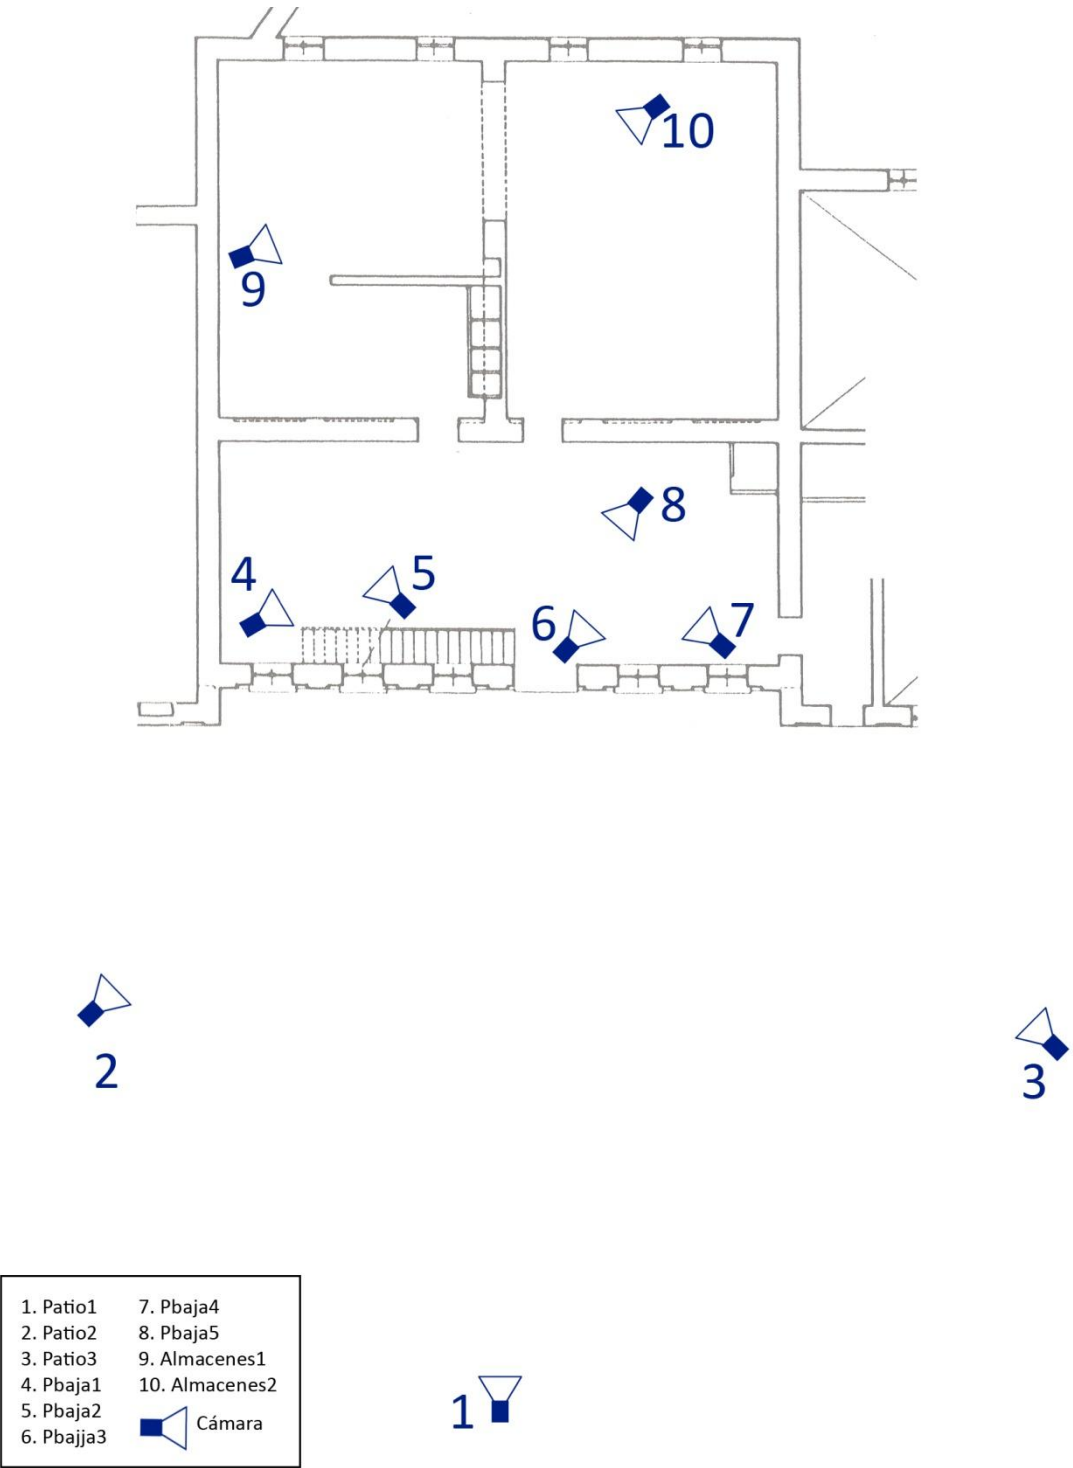 10
9
8
4
5
6
7
2
3
1. Patio1
2. Patio2
3. Patio3
4. Pbaja1
5. Pbaja2
6. Pbajja3
7. Pbaja4
8. Pbaja5
9. Almacenes1
10. Almacenes2
Cámara
1